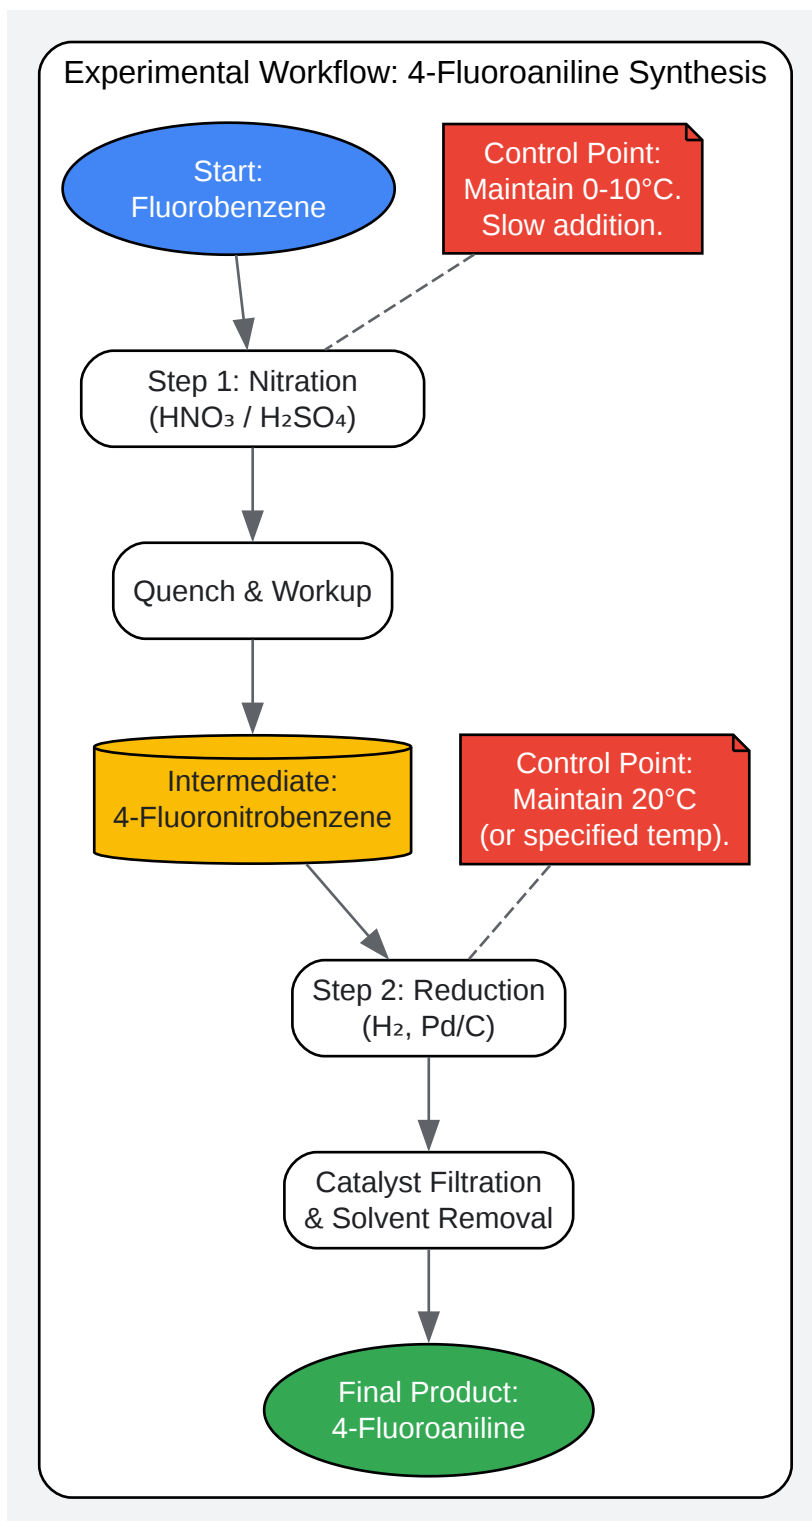 Experimental Workflow: 4-Fluoroaniline Synthesis
Start:
Fluorobenzene
Control Point:
Maintain 0-10°C.
Slow addition.
Step 1: Nitration
(HNO₃ / H₂SO₄)
Quench & Workup
Intermediate:
4-Fluoronitrobenzene
Control Point:
Maintain 20°C
(or specified temp).
Step 2: Reduction
(H₂, Pd/C)
Catalyst Filtration
& Solvent Removal
Final Product:
4-Fluoroaniline